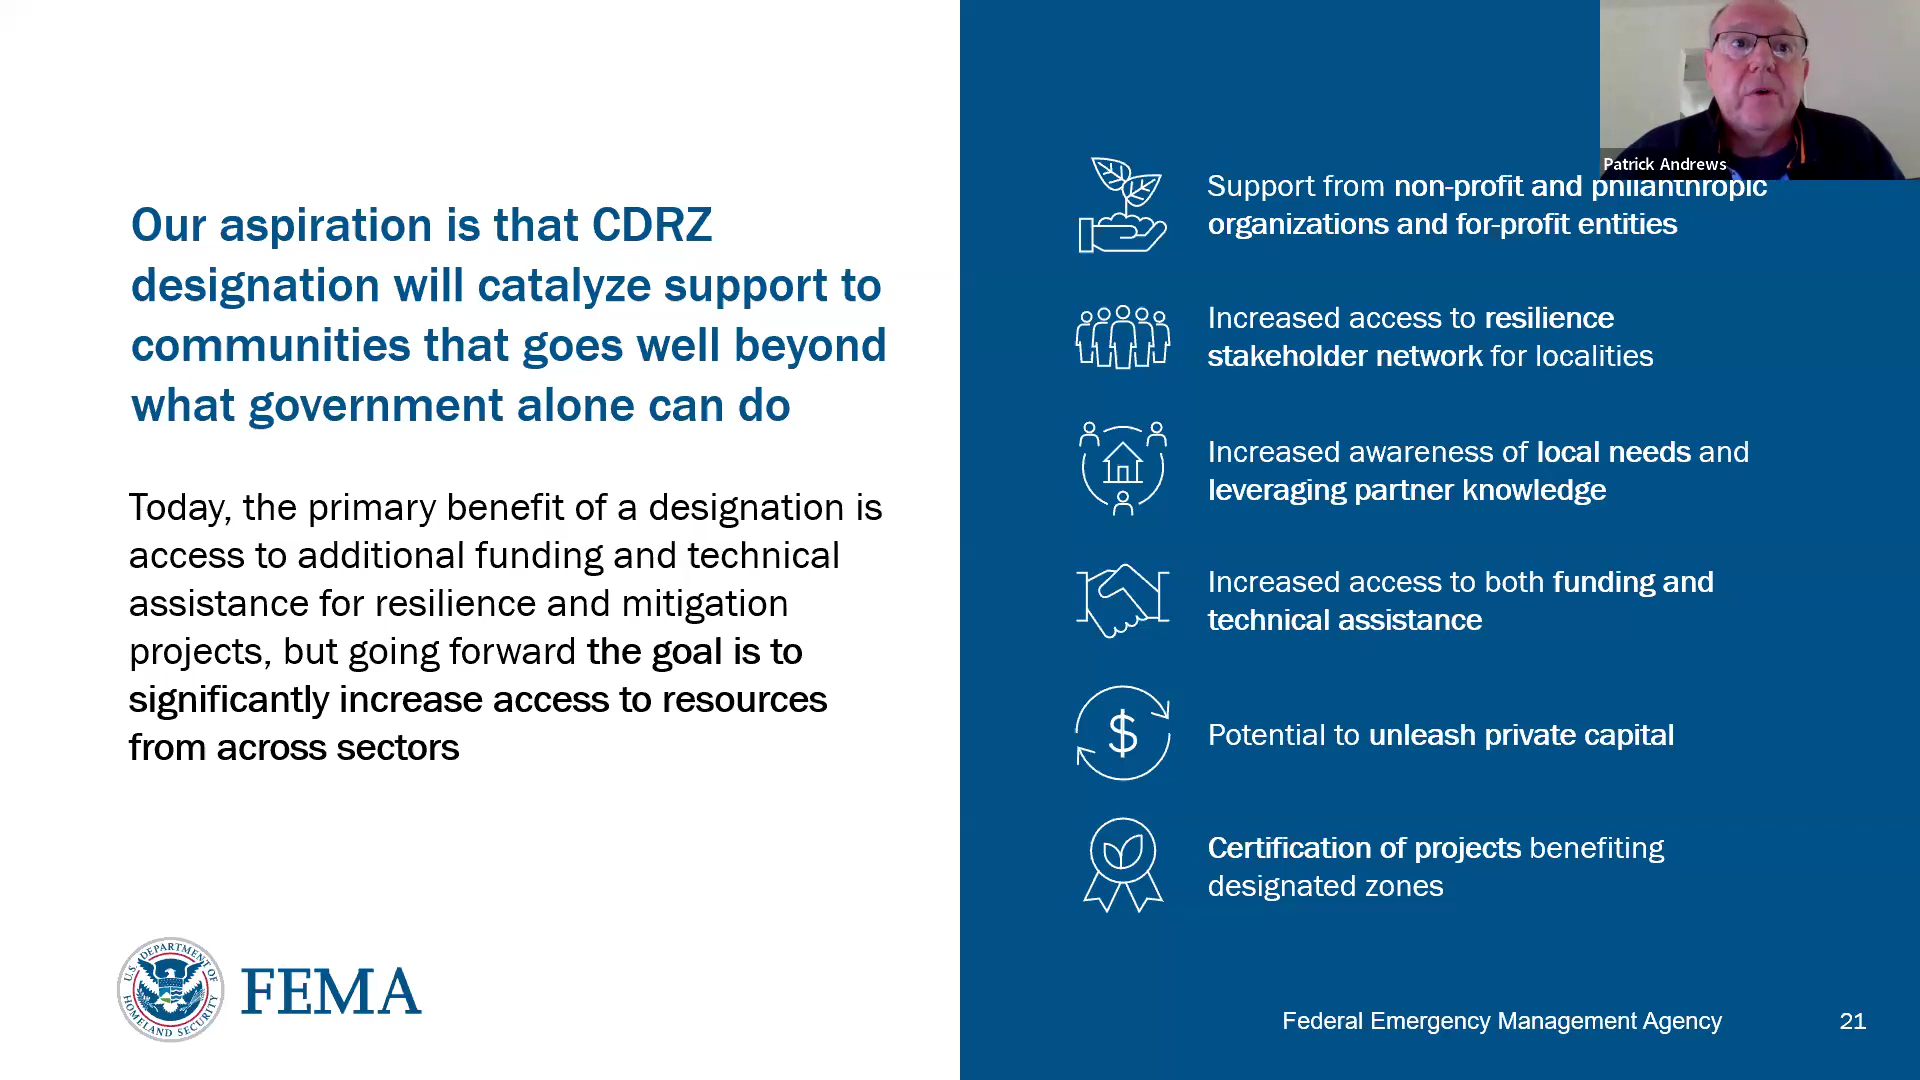 Our aspiration is that CDRZ
designation will catalyze support to
communities that goes well beyond
what government alone can do
Today, the primary benefit of a designation is
access to additional funding and technical
assistance for resilience and mitigation
projects, but going forward the goal is to
significantly increase access to resources
from across sectors
U.S. DEPARTMENT OF
HOMELAND SECURITY
FEMA
Patrick Andrews
Support from non-profit and philanthropic
organizations and for-profit entities
Increased access to resilience
stakeholder network for localities
Increased awareness of local needs and
leveraging partner knowledge
Increased access to both funding and
technical assistance
$
Potential to unleash private capital
Certification of projects benefiting
designated zones
Federal Emergency Management Agency
21